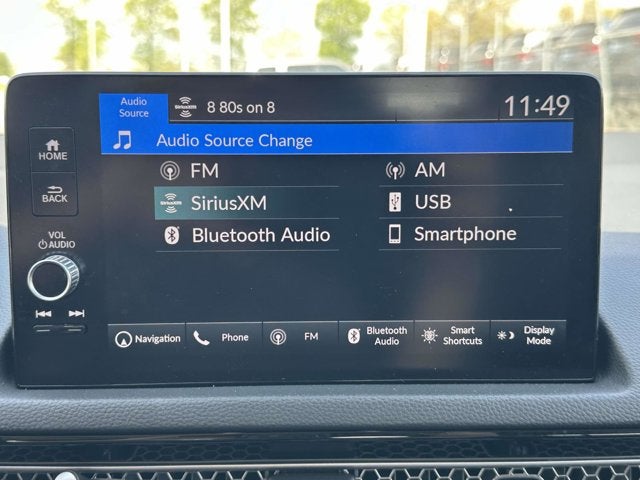 Audio
Source
SiriusXM
8 80s on 8
11:49
Audio Source Change
HOME
BACK
VOL
AUDIO
FM
AM
SiriusXM
USB
Bluetooth Audio
Smartphone
Navigation
Phone
FM
Bluetooth
Audio
Smart
Shortcuts
Display
Mode